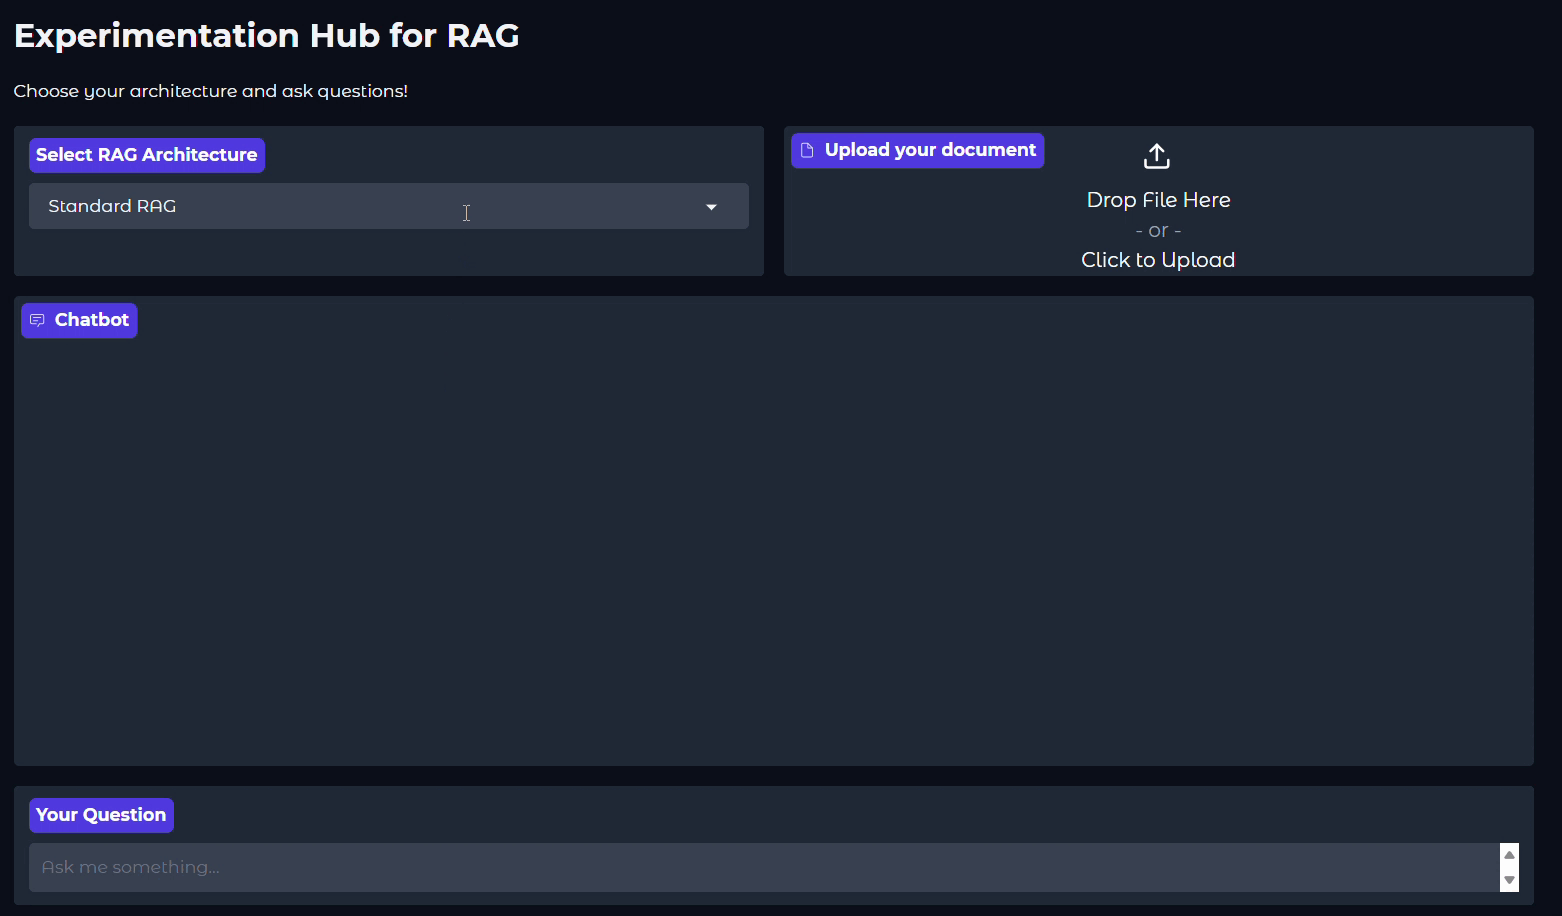 Experimentation Hub for RAG
Choose your architecture and ask questions!
Select RAG Architecture
Standard RAG
Upload your document
Drop File Here
- or -
Click to Upload
Chatbot
Your Question
Ask me something...